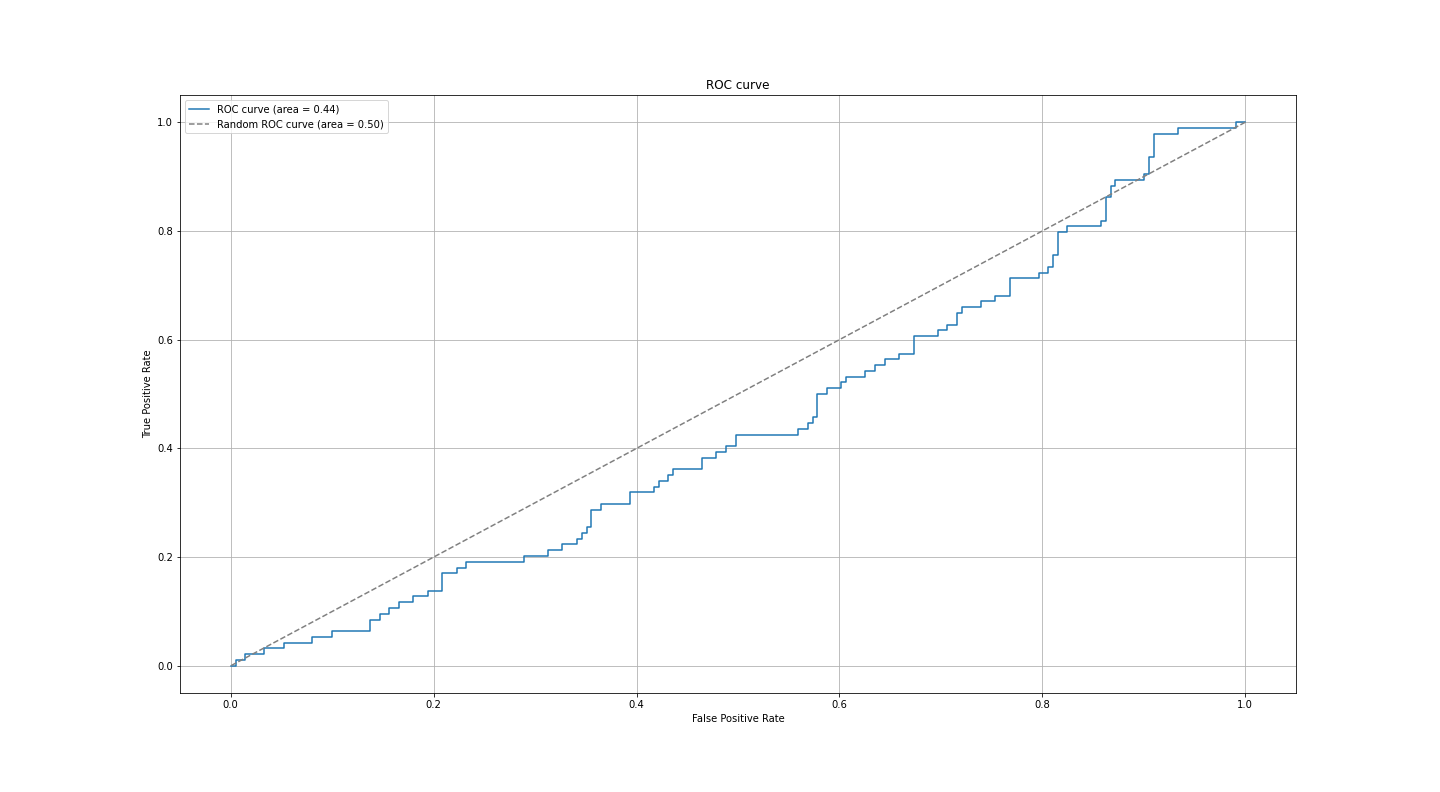 ROC curve
ROC curve (area = 0.44)
Random ROC curve (area = 0.50)
1.0
0.8
0.6
0.4
0.2
0.0
True Positive Rate
0.0 0.2 0.4 0.6 0.8 1.0
False Positive Rate